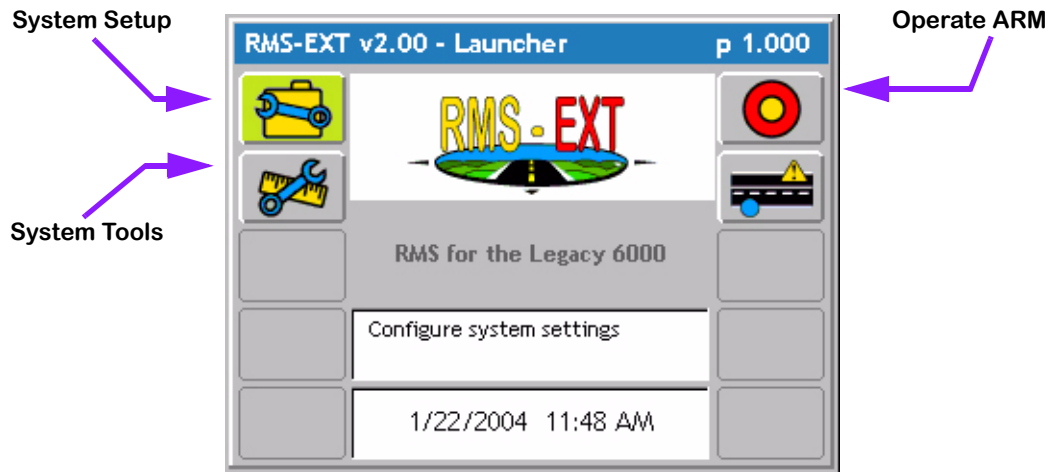 System Setup
Operate ARM
RMS-EXT v2.00 - Launcher p 1.000
RMS-EXT
System Tools
RMS for the Legacy 6000
Configure system settings
1/22/2004 11:48 AM